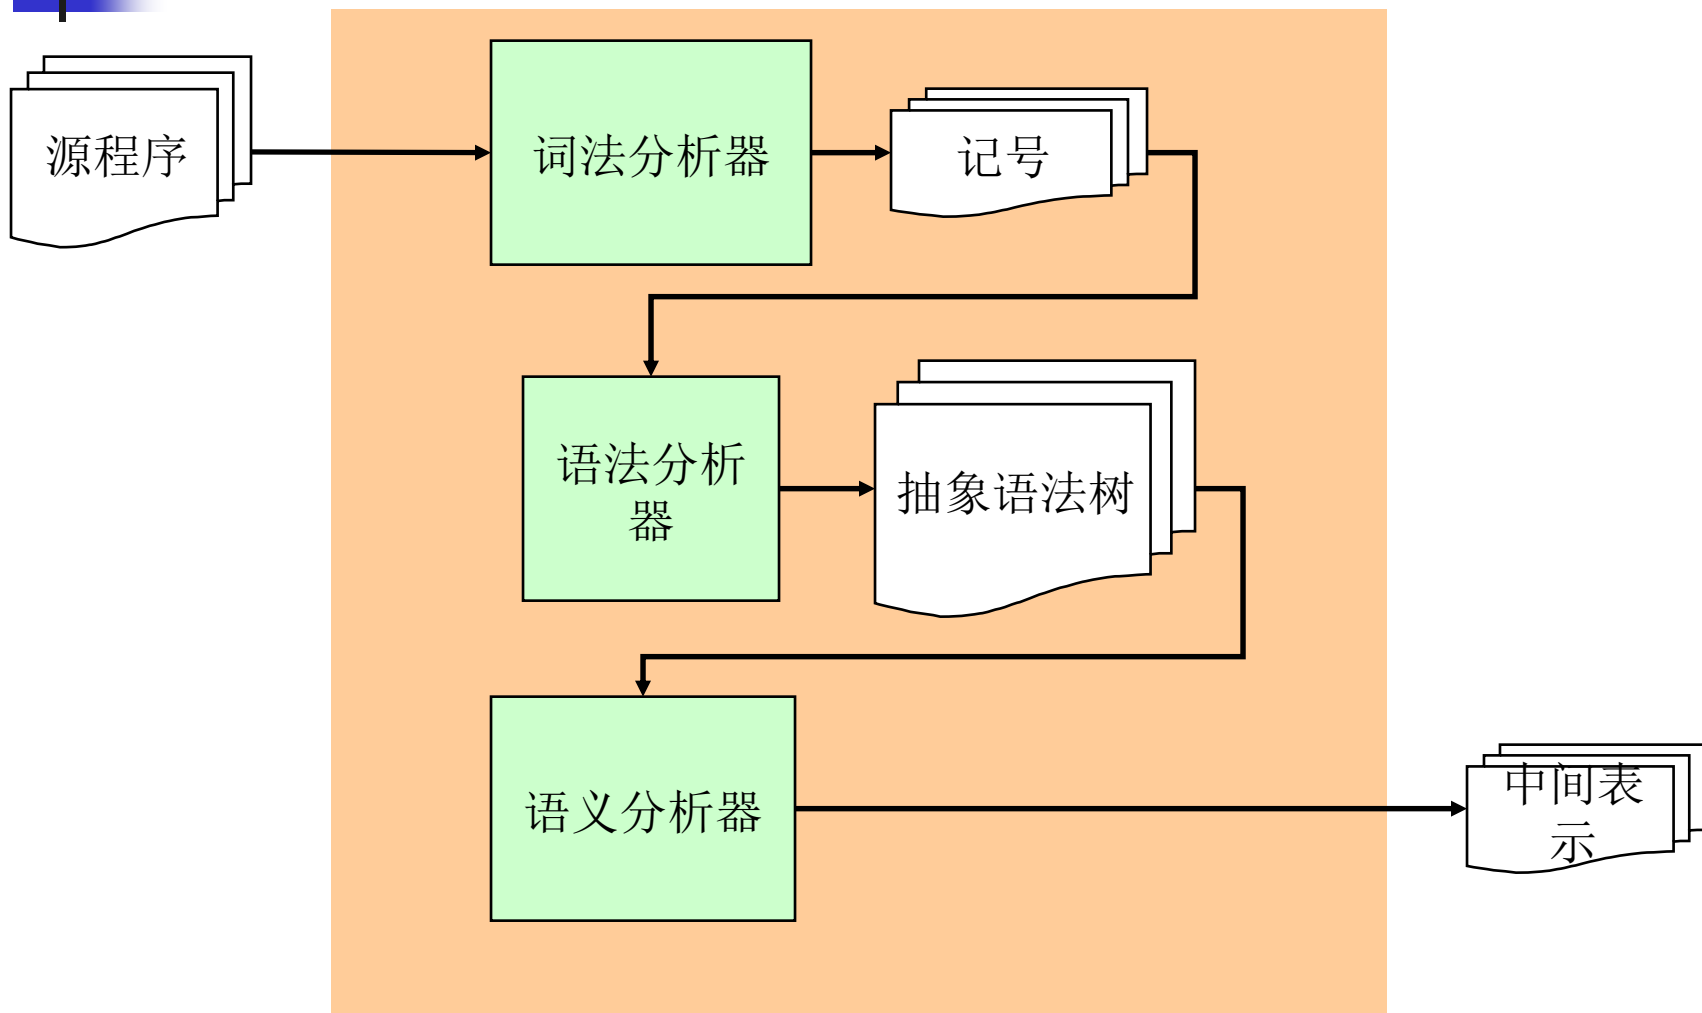 源程序
词法分析器
记号
语法分析
器
抽象语法树
语义分析器
中间表
示